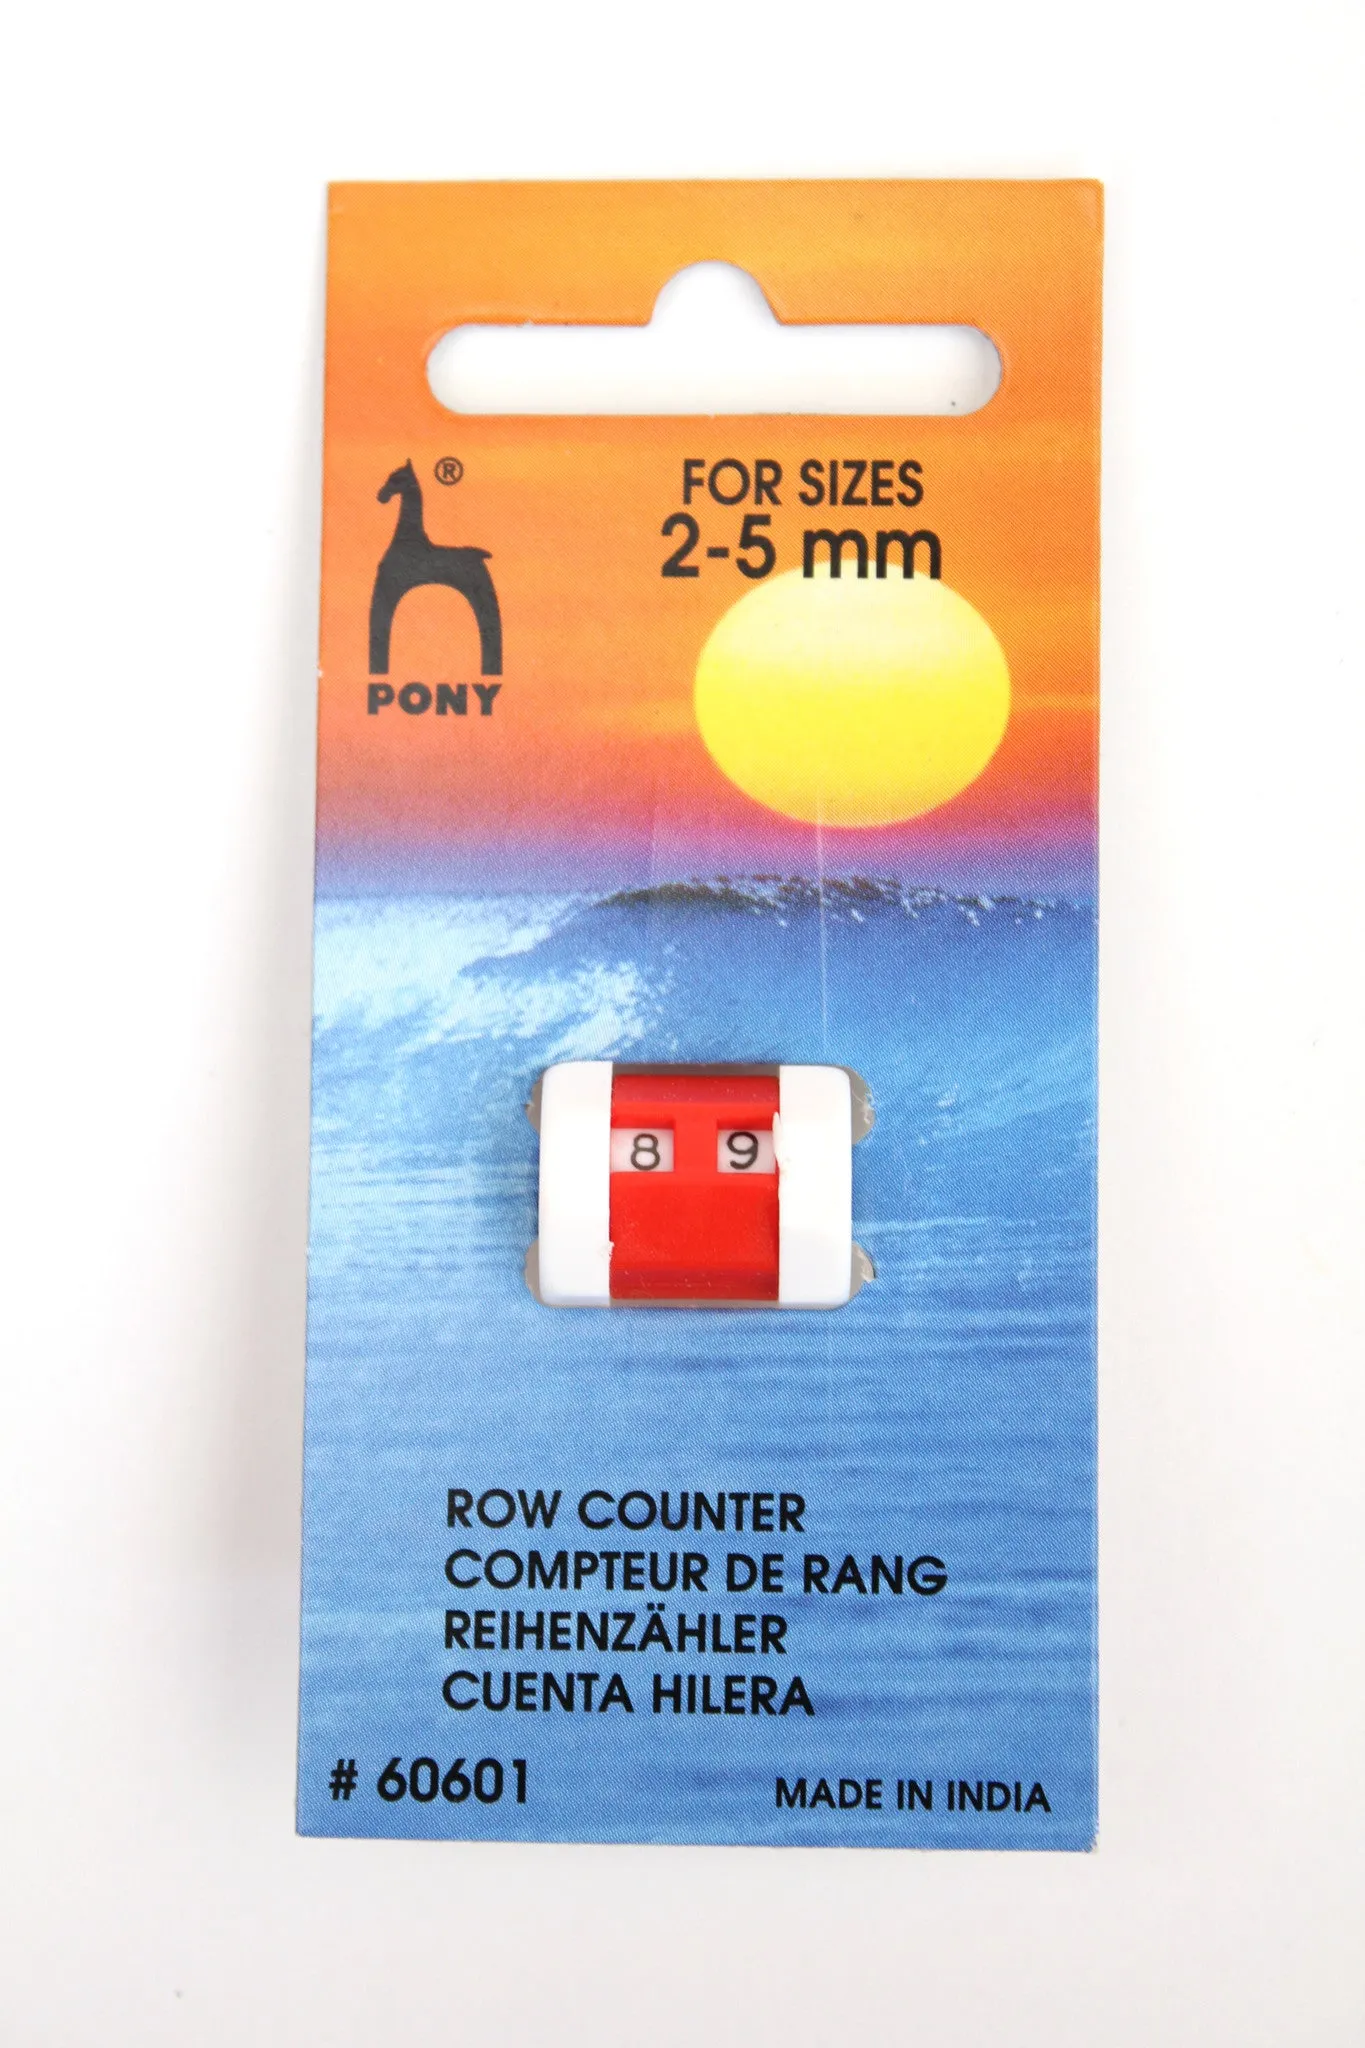 ®
PONY
FOR SIZES
2-5 mm
8 9
ROW COUNTER
COMPTEUR DE RANG
REIHENZÄHLER
CUENTA HILERA
# 60601
MADE IN INDIA